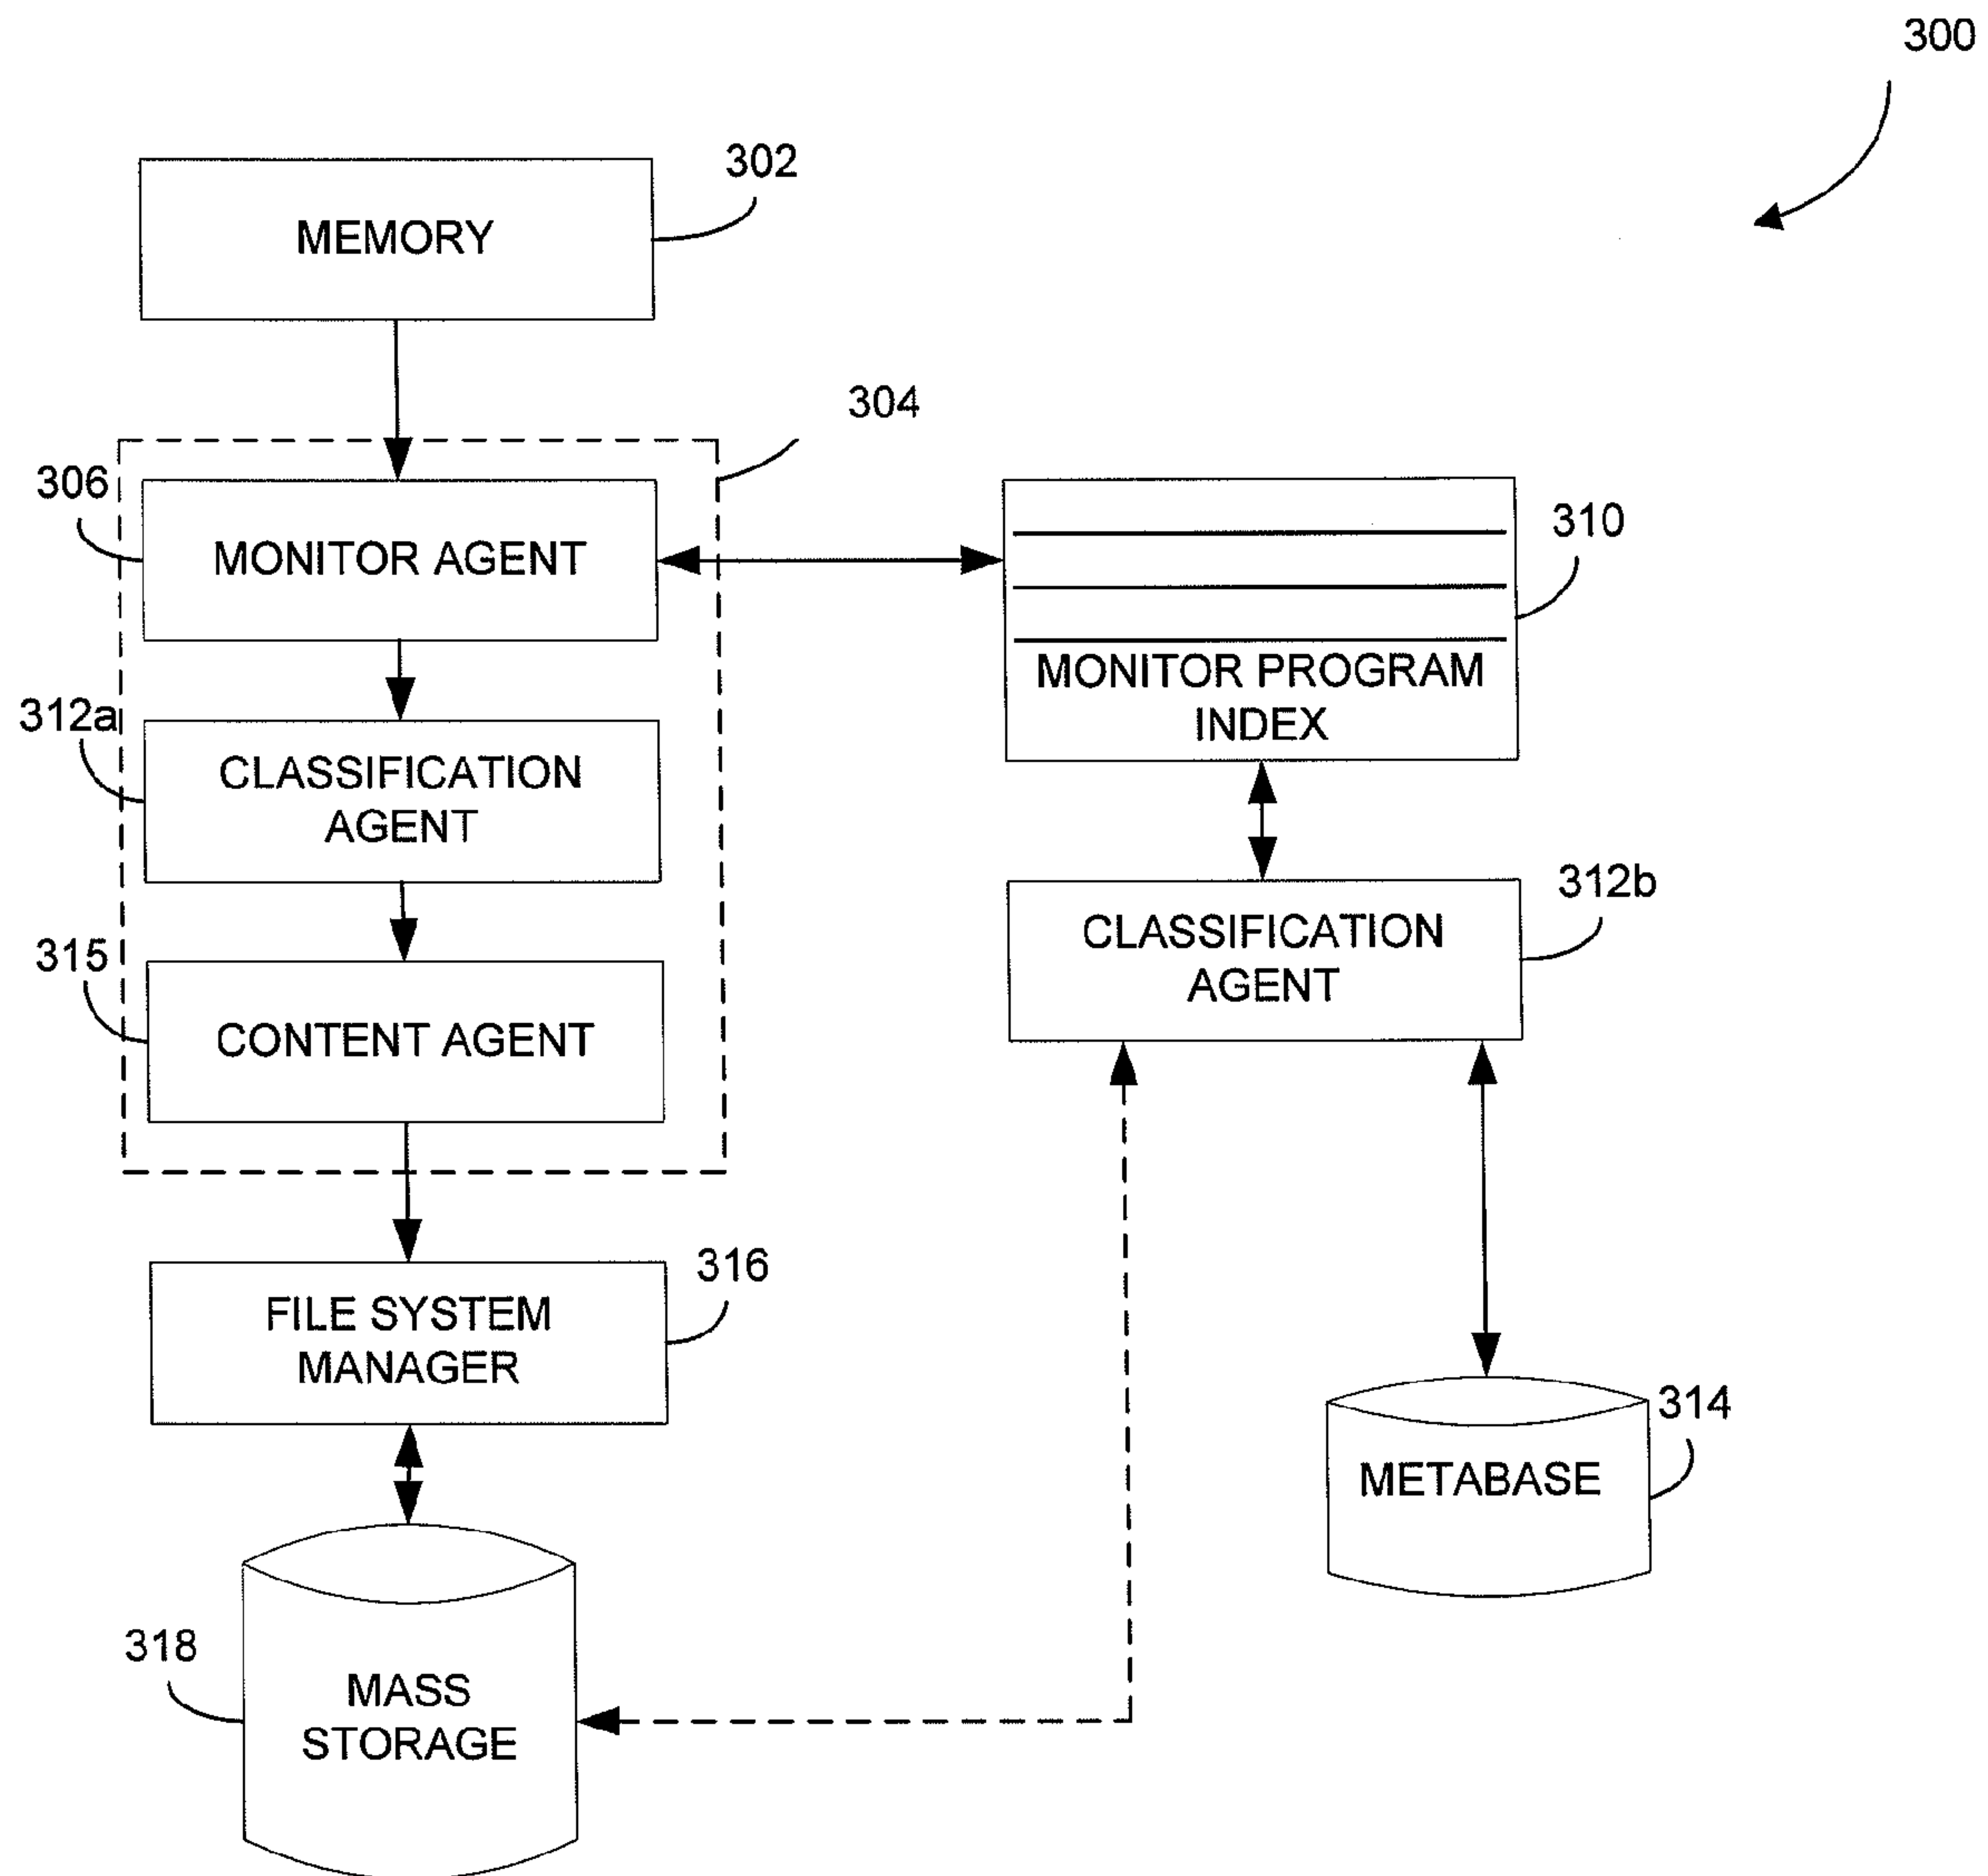 300
302
MEMORY
304
306
MONITOR AGENT
310
MONITOR PROGRAM
INDEX
312a
CLASSIFICATION
AGENT
312b
CLASSIFICATION
AGENT
315
CONTENT AGENT
316
FILE SYSTEM
MANAGER
314
METABASE
318
MASS
STORAGE